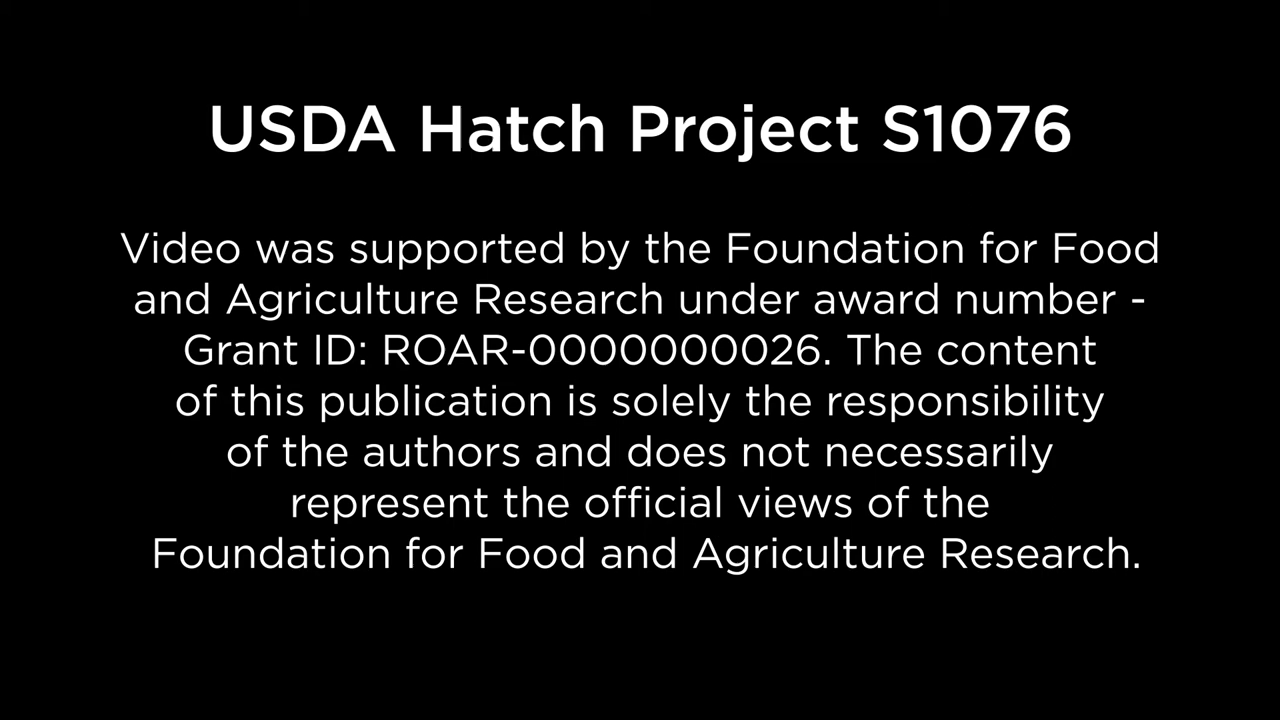 USDA Hatch Project S1076
Video was supported by the Foundation for Food
and Agriculture Research under award number -
Grant ID: ROAR-0000000026. The content
of this publication is solely the responsibility
of the authors and does not necessarily
represent the official views of the
Foundation for Food and Agriculture Research.